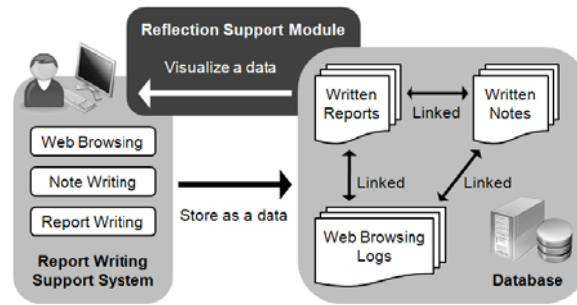 Reflection Support Module
Visualize a data
Web Browsing
Note Writing
Report Writing
Report Writing
Support System
Store as a data
Written
Reports
Linked
Written
Notes
Linked
Linked
Web Browsing
Logs
Database